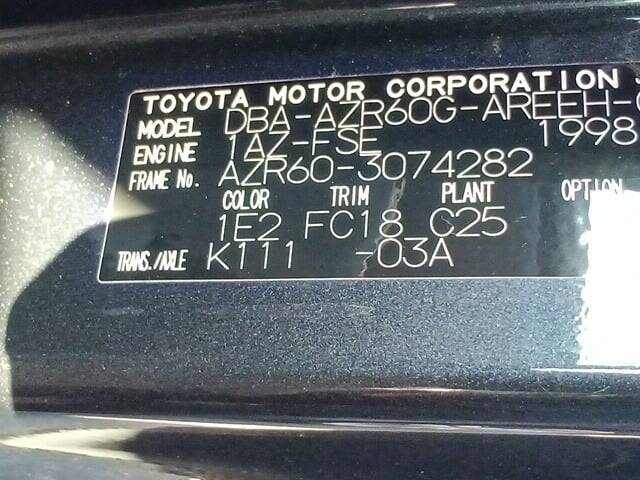 TOYOTA MOTOR CORPORATION
MODEL DBA-AZR60G-AREEH-
ENGINE 1AZ-FSE 1998
FRAME No. AZR60-3074282
COLOR TRIM PLANT OPTION
1E2 FC18 C25
TRANS./AXLE K111 -03A